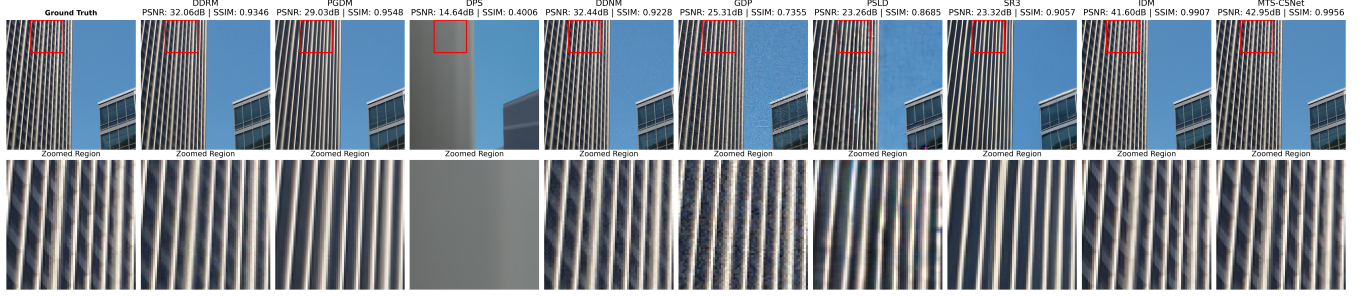 Ground Truth
DDRM
PSNR: 32.06dB | SSIM: 0.9346
PGDM
PSNR: 29.03dB | SSIM: 0.9548
DPS
PSNR: 14.64dB | SSIM: 0.4006
DDNM
PSNR: 32.44dB | SSIM: 0.9228
GDP
PSNR: 25.31dB | SSIM: 0.7355
PSLD
PSNR: 23.26dB | SSIM: 0.8685
SR3
PSNR: 23.32dB | SSIM: 0.9057
IDM
PSNR: 41.60dB | SSIM: 0.9907
MTS-CSNet
PSNR: 42.95dB | SSIM: 0.9956
Zoomed Region
Zoomed Region
Zoomed Region
Zoomed Region
Zoomed Region
Zoomed Region
Zoomed Region
Zoomed Region
Zoomed Region
Zoomed Region